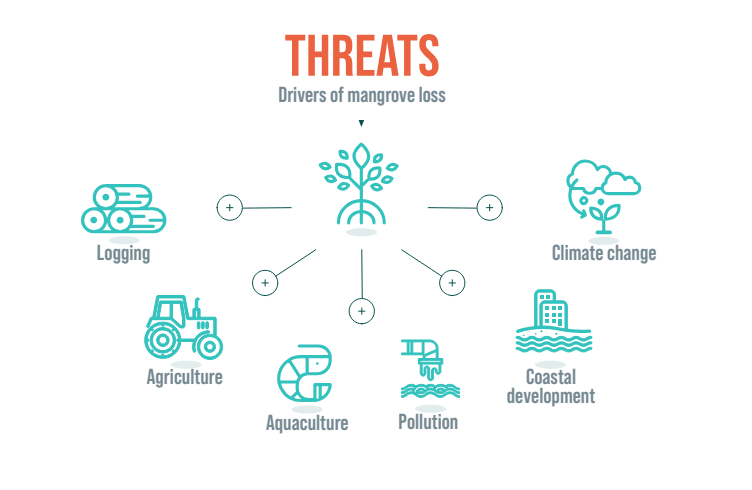 THREATS
Drivers of mangrove loss
Logging
Climate change
Agriculture
Coastal
development
Aquaculture
Pollution